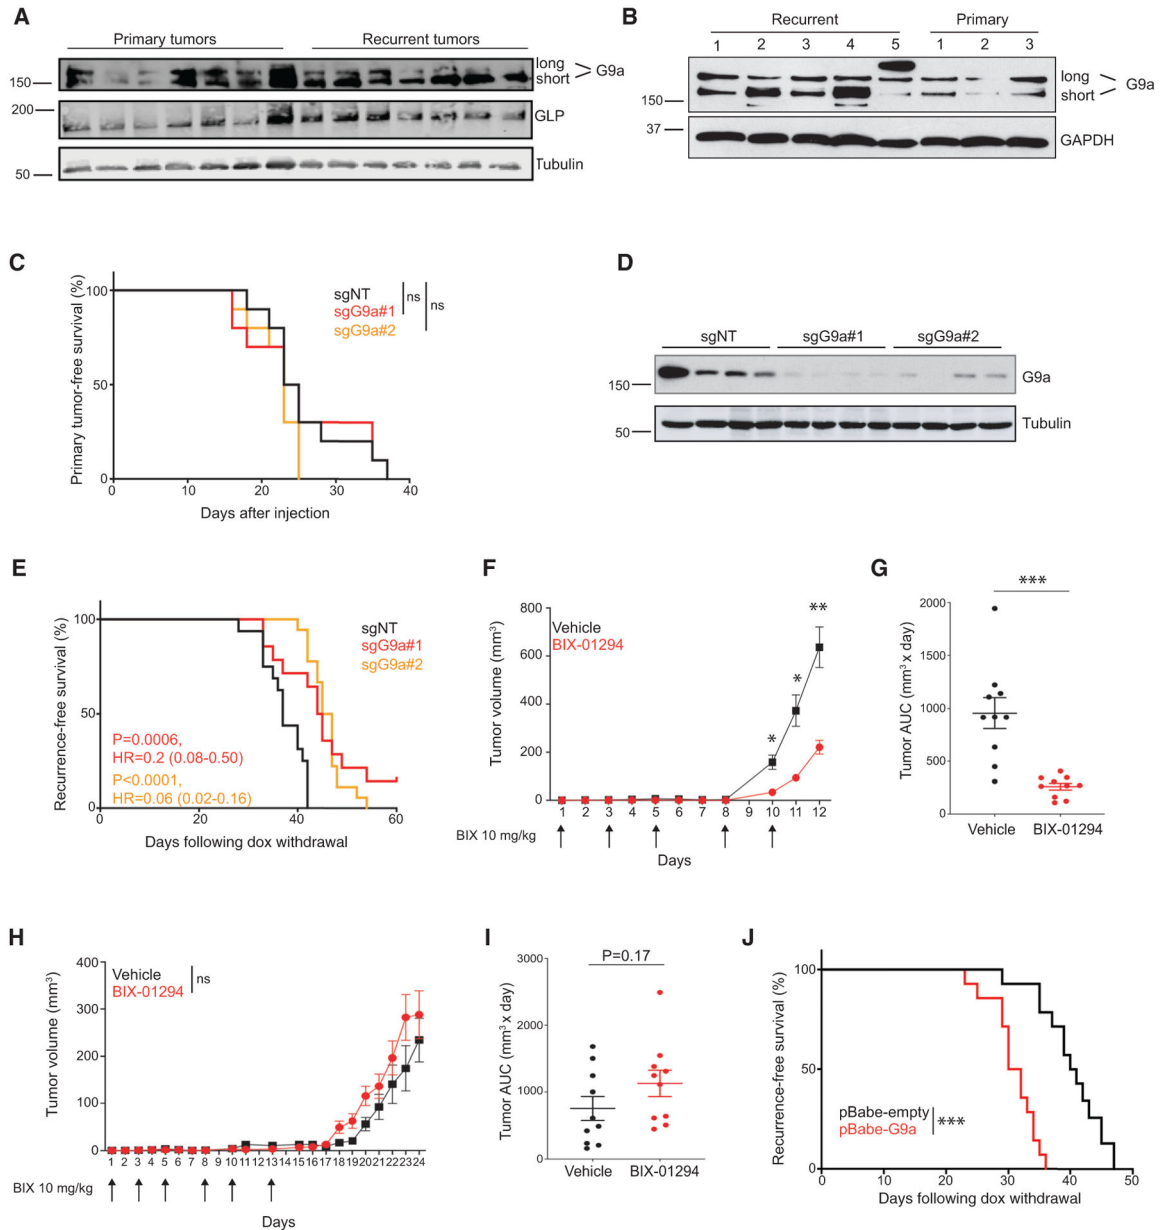 A
Primary tumors
Recurrent tumors
long
short
G9a
150
200
GLP
Tubulin
50
B
Recurrent
Primary
1 2 3 4 5 1 2 3
long
short
G9a
150
37
GAPDH
C
Primary tumor-free survival (%)
100
50
0
0 10 20 30 40
Days after injection
sgNT
sgG9a#1
sgG9a#2
ns
ns
D
sgNT sgG9a#1 sgG9a#2
150
G9a
50
Tubulin
E
Recurrence-free survival (%)
100
50
0
0 20 40 60
Days following dox withdrawal
sgNT
sgG9a#1
sgG9a#2
P=0.0006,
HR=0.2 (0.08-0.50)
P<0.0001,
HR=0.06 (0.02-0.16)
F
Tumor volume (mm³)
800
600
400
200
0
Vehicle
BIX-01294
*
*
**
1 2 3 4 5 6 7 8 9 10 11 12
BIX 10 mg/kg
Days
G
***
Tumor AUC (mm³ x day)
2000
1500
1000
500
0
Vehicle BIX-01294
H
Tumor volume (mm³)
400
300
200
100
0
Vehicle
BIX-01294
ns
1 2 3 4 5 6 7 8 9 10 11 12 13 14 15 16 17 18 19 20 21 22 23 24
BIX 10 mg/kg
Days
I
P=0.17
Tumor AUC (mm³ x day)
3000
2000
1000
0
Vehicle BIX-01294
J
Recurrence-free survival (%)
100
50
0
pBabe-empty
pBabe-G9a
***
0 10 20 30 40 50
Days following dox withdrawal